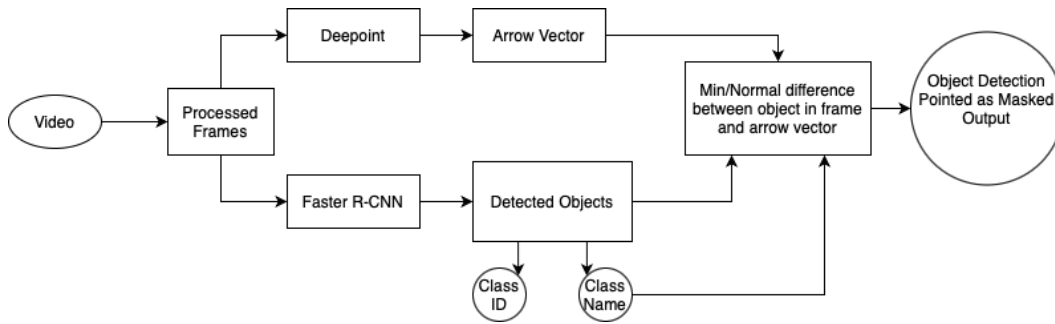 Video
Processed
Frames
Deepoint
Arrow Vector
Faster R-CNN
Detected Objects
Class
ID
Class
Name
Min/Normal difference
between object in frame
and arrow vector
Object Detection
Pointed as Masked
Output